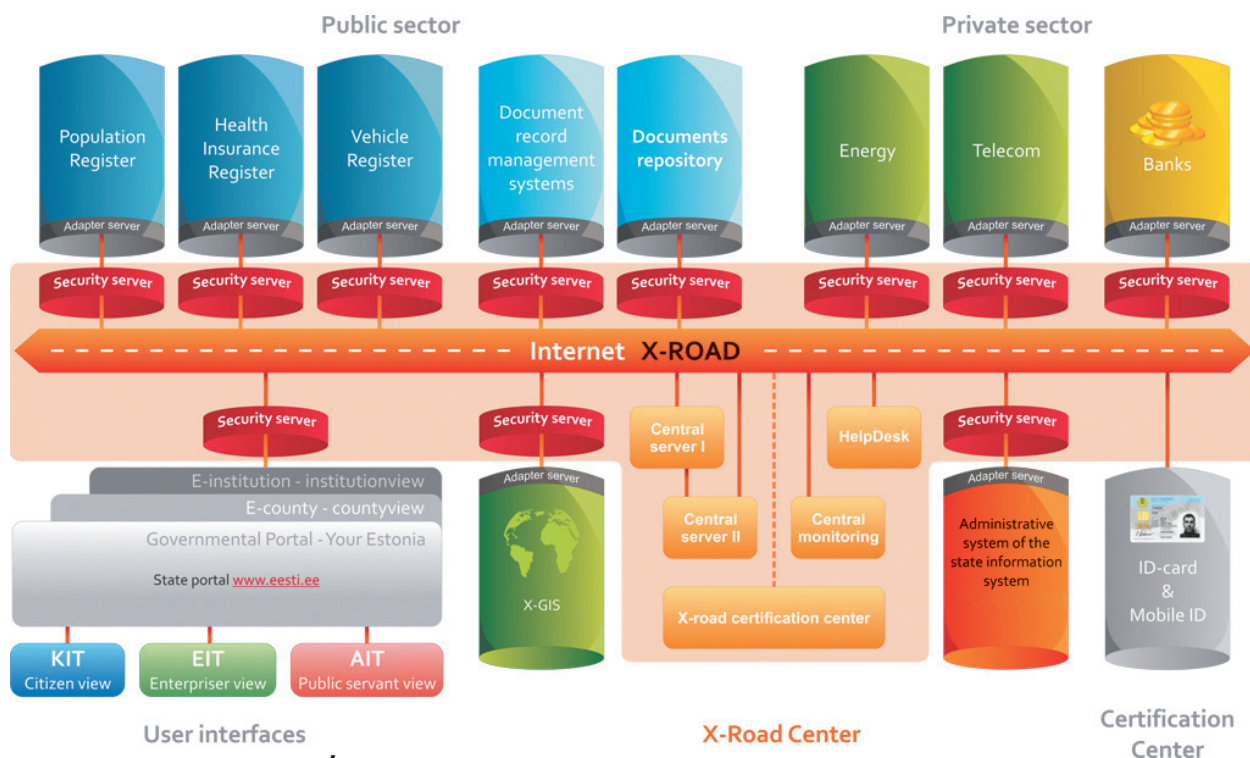 Public sector
Private sector
Population
Register
Health
Insurance
Register
Vehicle
Register
Document
record
management
systems
Documents
repository
Energy
Telecom
Banks
Adapter server
Adapter server
Adapter server
Adapter server
Adapter server
Adapter server
Adapter server
Adapter server
Security server
Security server
Security server
Security server
Security server
Security server
Security server
Security server
Internet X-ROAD
Security server
Security server
Central
server I
HelpDesk
Security server
E-institution - institutionview
E-county - countyview
Governmental Portal - Your Estonia
State portal www.eesti.ee
Adapter server
X-GIS
Central
server II
Central
monitoring
X-road certification center
Adapter server
Administrative
system of the
state information
system
ID-card
&
Mobile ID
KIT
Citizen view
EIT
Enterpriser view
AIT
Public servant view
User interfaces
X-Road Center
Certification
Center